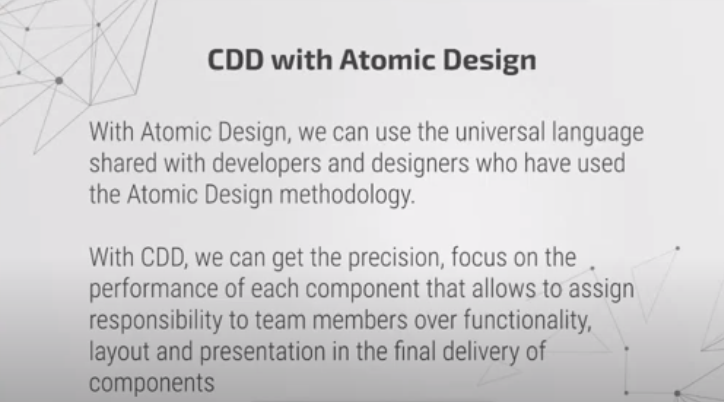 CDD with Atomic Design
With Atomic Design, we can use the universal language
shared with developers and designers who have used
the Atomic Design methodology.
With CDD, we can get the precision, focus on the
performance of each component that allows to assign
responsibility to team members over functionality,
layout and presentation in the final delivery of
components